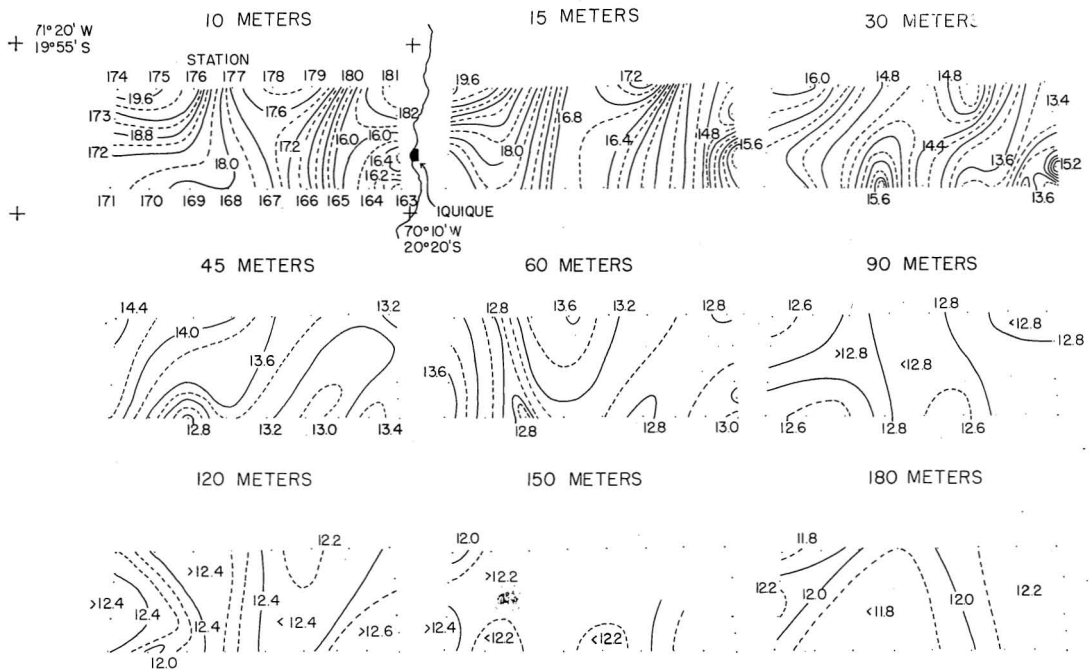 10 METERS 15 METERS 30 METERS
71° 20' W
19°55' S
STATION
174 175 176 177 178 179 180 181
19.6 17.2 16.0 14.8 14.8
19.6 17.6
173 182 16.8 13.4
18.8 17.2 16.0 16.0 16.4 14.8 14.4
172 15.6
18.0 16.4 18.0 13.6 15.2
16.2
171 170 169 168 167 166 165 164 163 15.6 13.6
IQUIQUE
70°10' W
20°20'S
45 METERS 60 METERS 90 METERS
14.4 13.2 12.8 13.6 13.2 12.8 12.6 12.8
14.0 <12.8 12.8
13.6 >12.8 <12.8
13.6
12.8 13.2 13.0 13.4 12.8 12.8 13.0 12.6 12.8 12.6
120 METERS 150 METERS 180 METERS
12.2 12.0 11.8
>12.4 >12.2
12.2 12.2
>12.4 12.4 12.4 12.0 12.0
12.4 <12.4 >12.6 >12.4 <12.2 <12.2 <11.8
>12.0